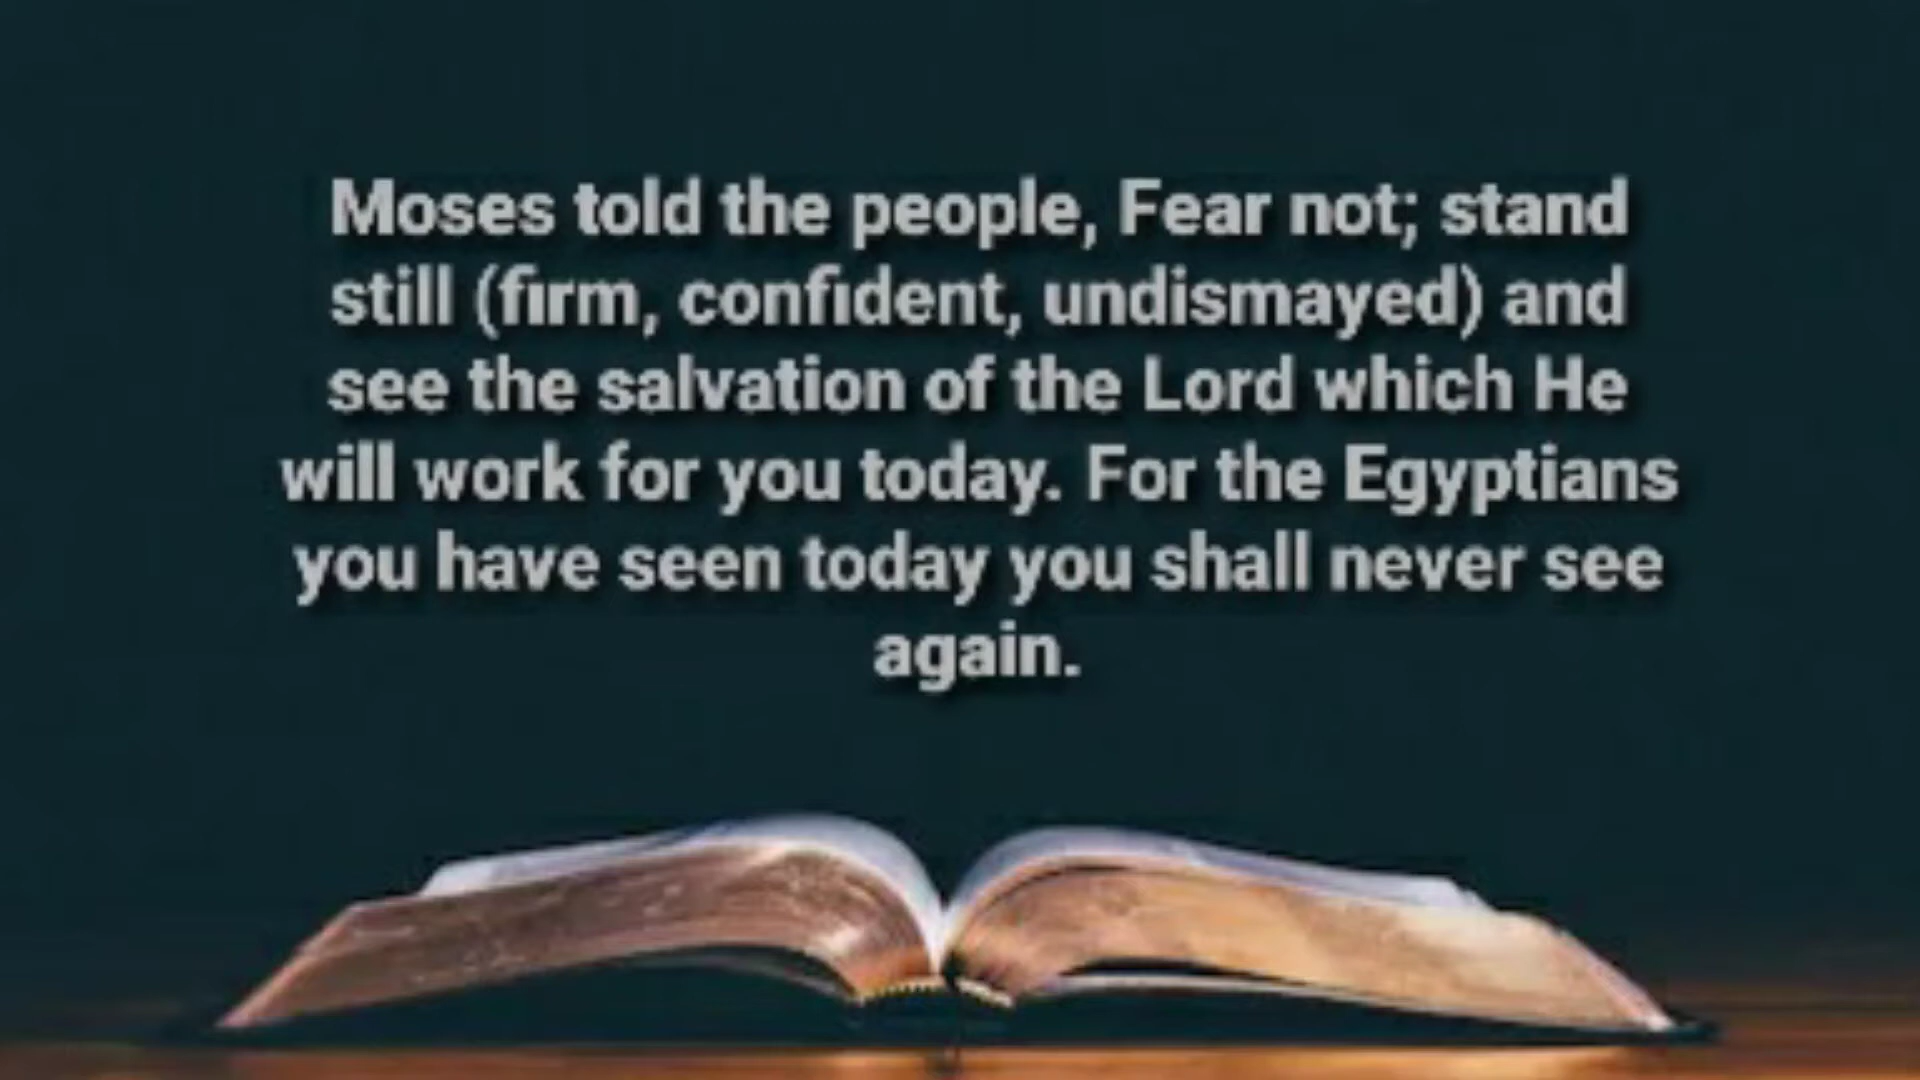 Moses told the people, Fear not; stand
still (firm, confident, undismayed) and
see the salvation of the Lord which He
will work for you today. For the Egyptians
you have seen today you shall never see
again.